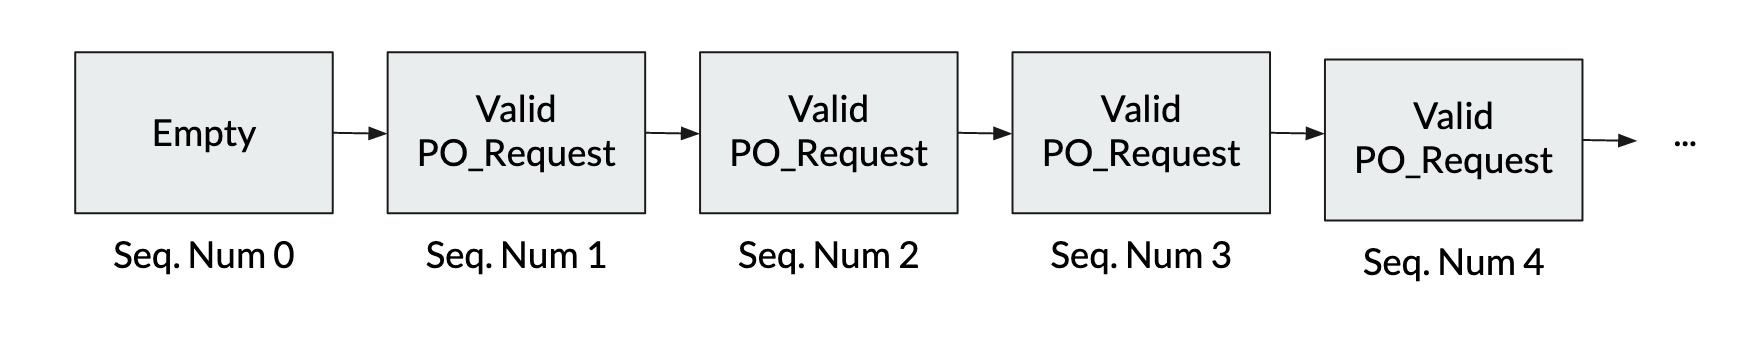 Empty
Valid
PO_Request
Valid
PO_Request
Valid
PO_Request
Valid
PO_Request
...
Seq. Num 0
Seq. Num 1
Seq. Num 2
Seq. Num 3
Seq. Num 4